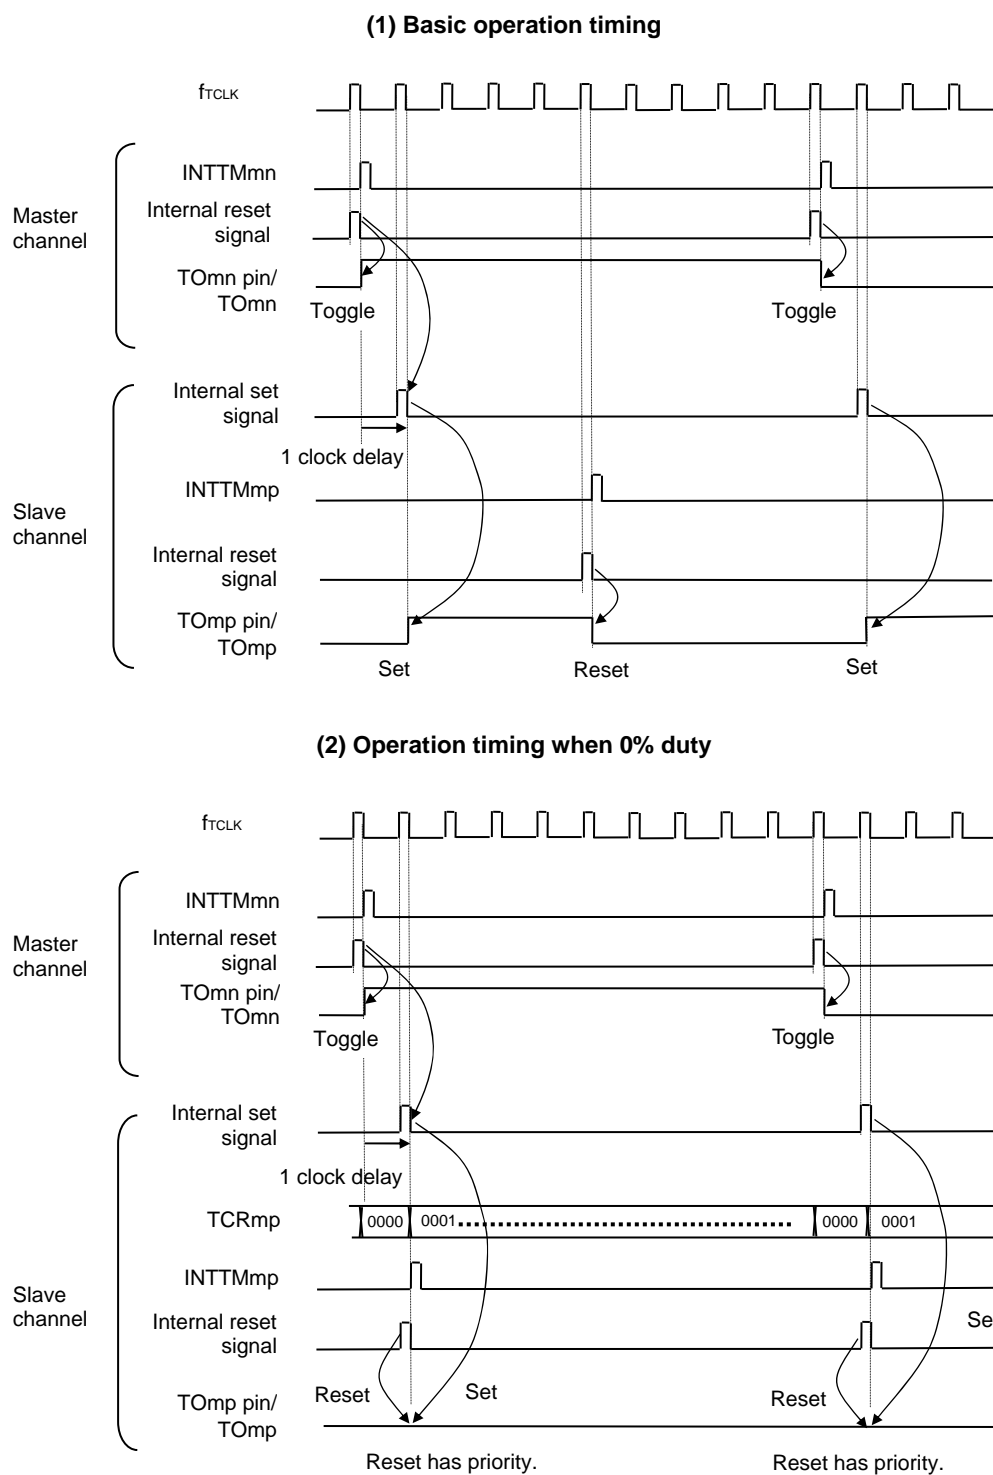 (1) Basic operation timing
fTCLK
INTTMmn
Internal reset
signal
Master
channel
TOmn pin/
TOmn
Toggle
Toggle
Internal set
signal
1 clock delay
INTTMmp
Slave
channel
Internal reset
signal
TOmp pin/
TOmp
Set
Reset
Set
(2) Operation timing when 0% duty
fTCLK
INTTMmn
Internal reset
signal
Master
channel
TOmn pin/
TOmn
Toggle
Toggle
Internal set
signal
1 clock delay
TCRmp
0000
0001
0000
0001
INTTMmp
Slave
channel
Internal reset
signal
Se
Reset
Set
Reset
TOmp pin/
TOmp
Reset has priority.
Reset has priority.